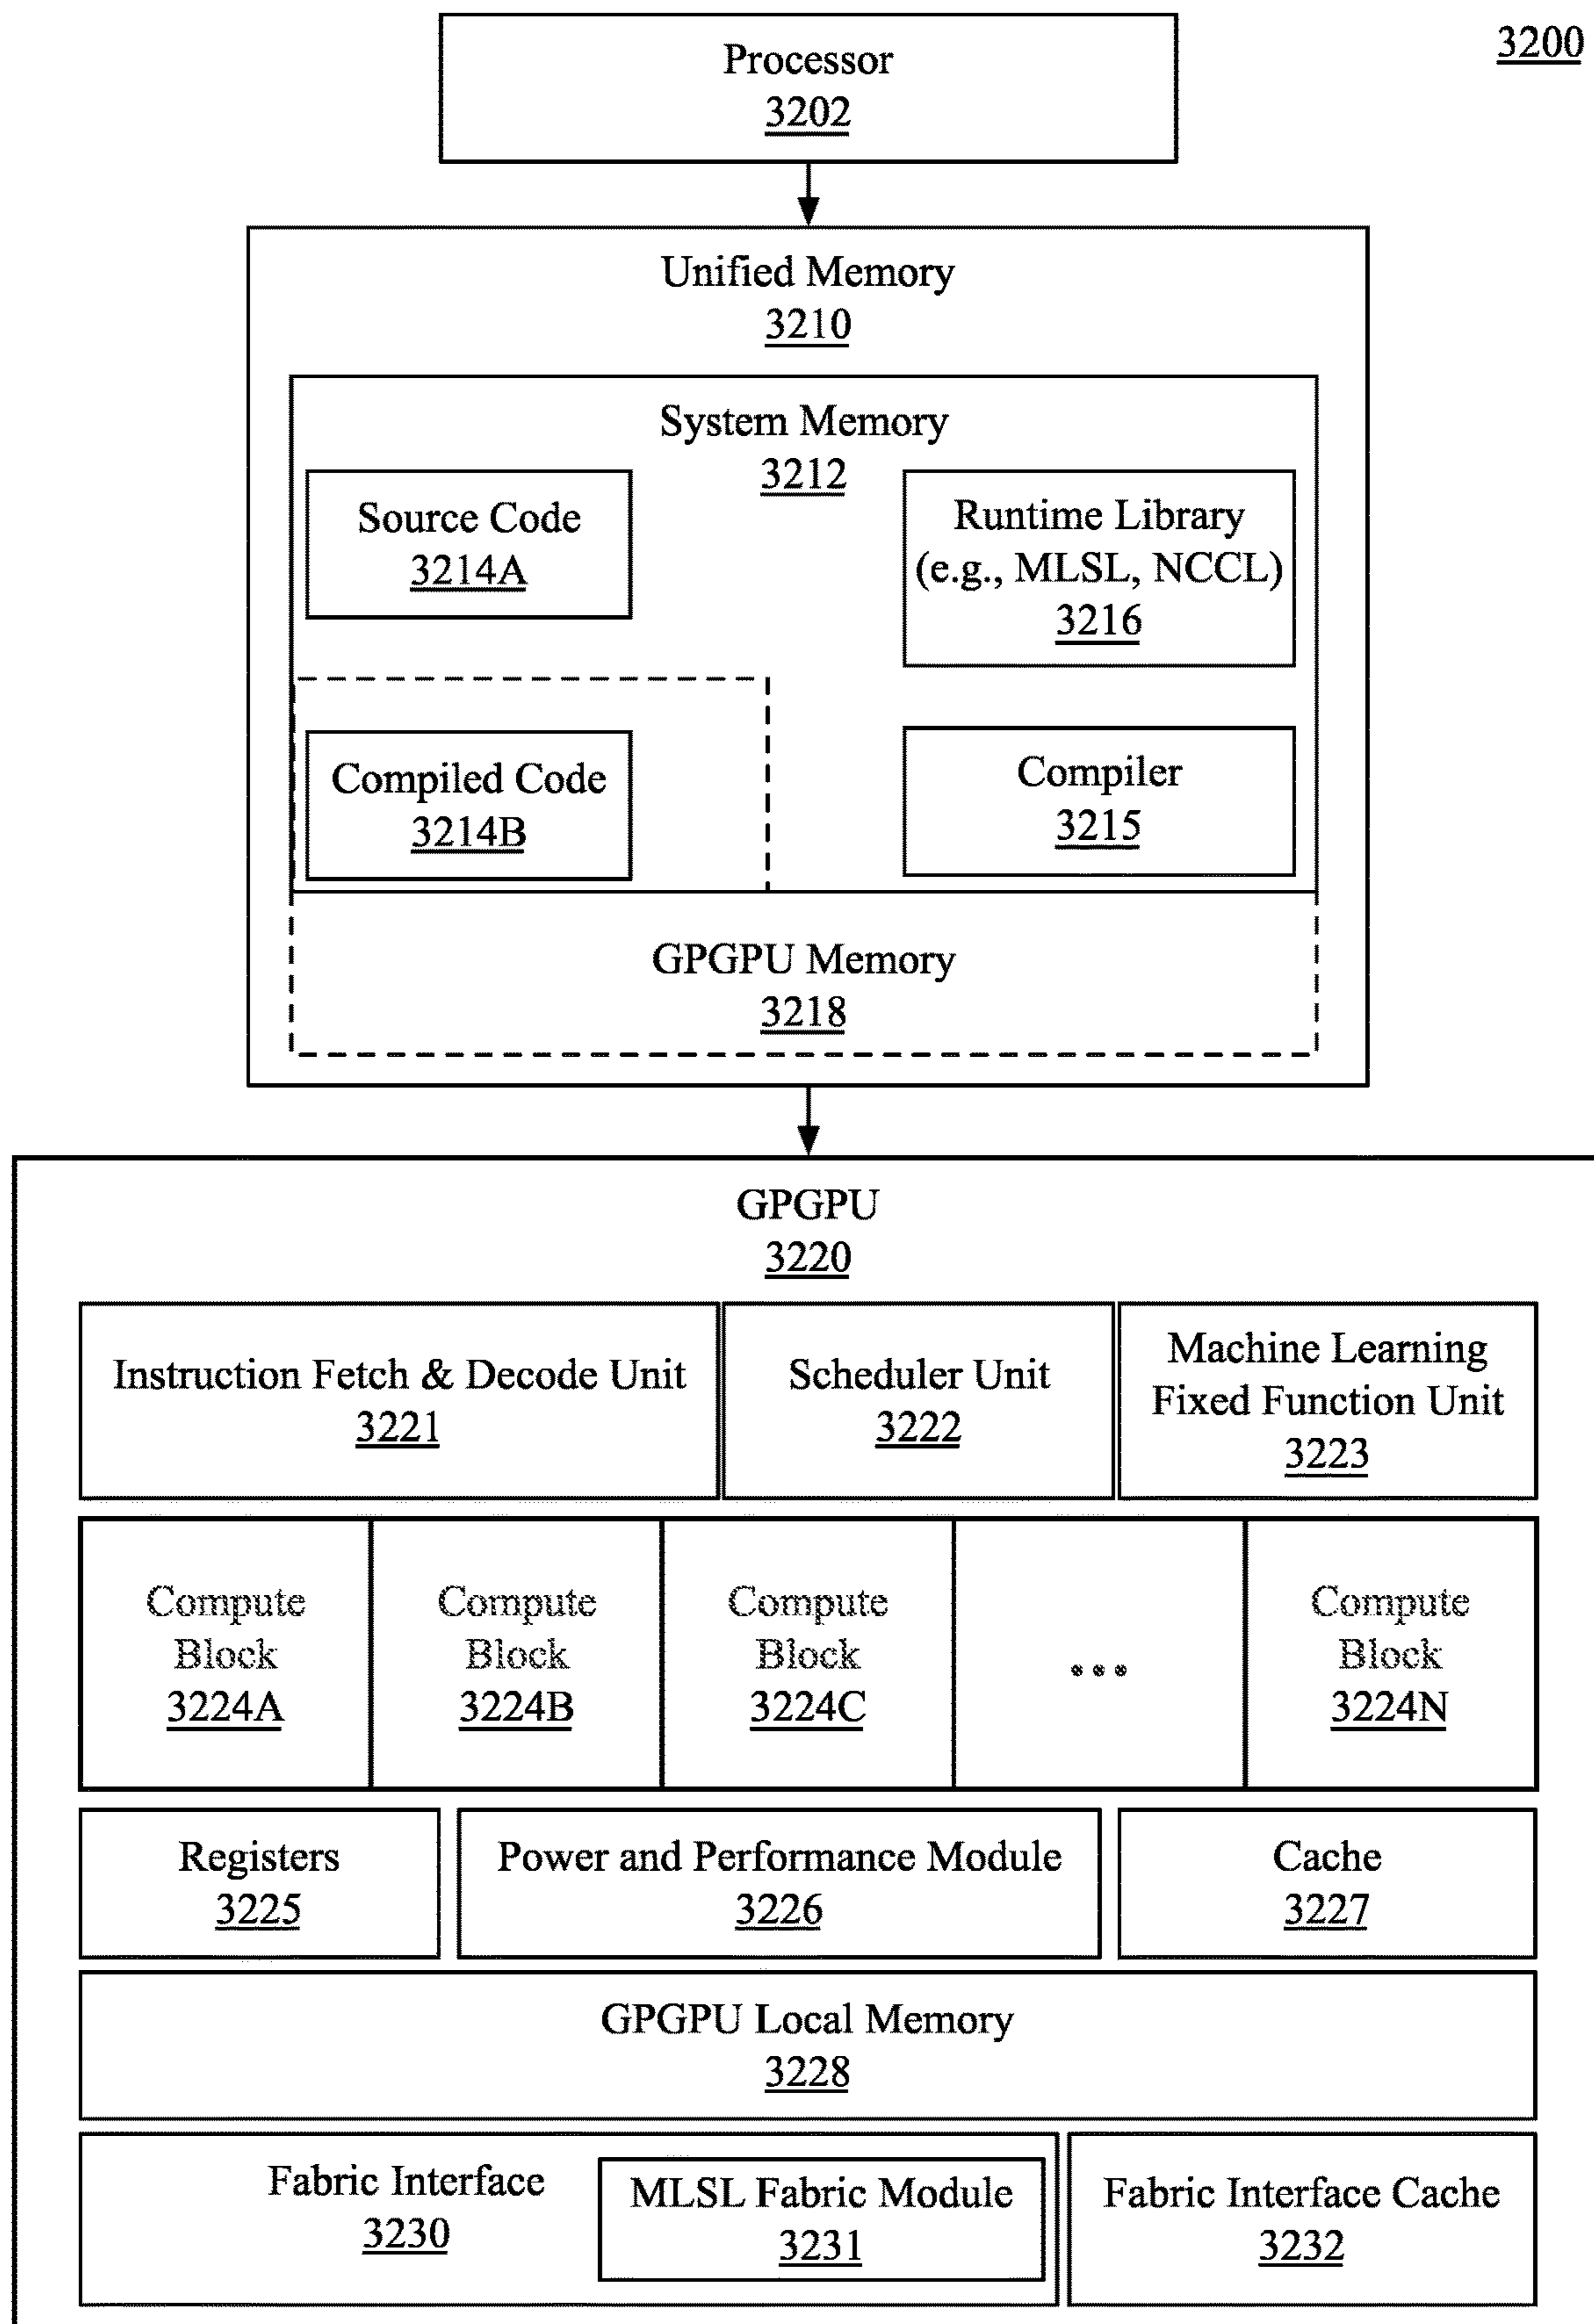 3200
Processor
3202
Unified Memory
3210
System Memory
3212
Source Code
3214A
Runtime Library
(e.g., MLSL, NCCL)
3216
Compiled Code
3214B
Compiler
3215
GPGPU Memory
3218
GPGPU
3220
Instruction Fetch & Decode Unit
3221
Scheduler Unit
3222
Machine Learning
Fixed Function Unit
3223
Compute
Block
3224A
Compute
Block
3224B
Compute
Block
3224C
...
Compute
Block
3224N
Registers
3225
Power and Performance Module
3226
Cache
3227
GPGPU Local Memory
3228
Fabric Interface
3230
MLSL Fabric Module
3231
Fabric Interface Cache
3232